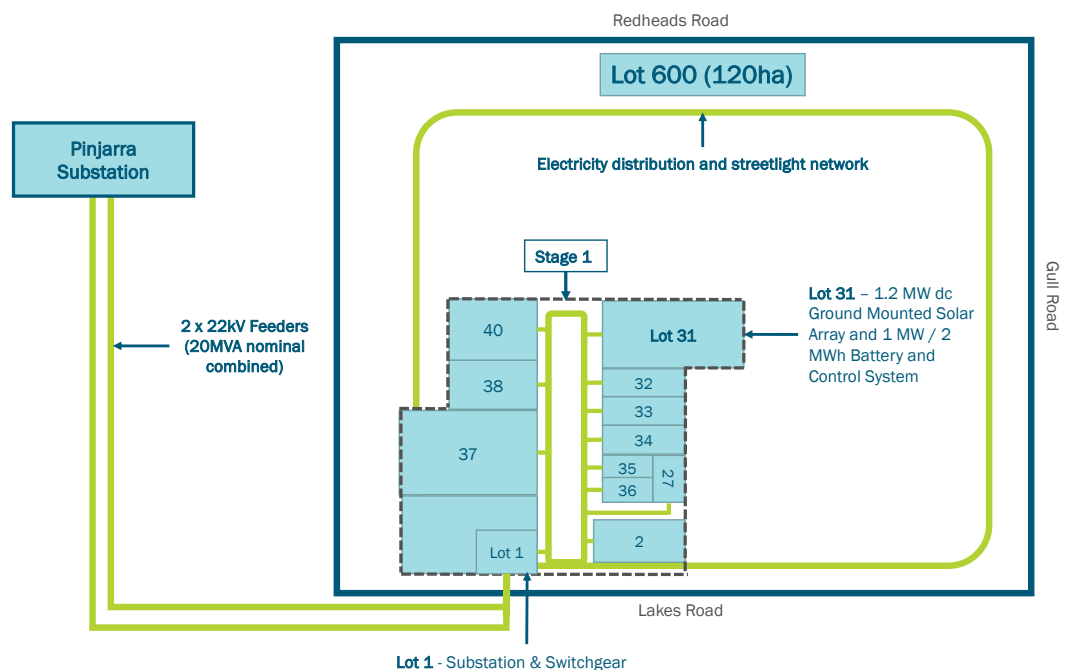 Redheads Road
Lot 600 (120ha)
Pinjarra
Substation
Electricity distribution and streetlight network
Stage 1
Gull Road
Lot 31 – 1.2 MW dc
Ground Mounted Solar
Array and 1 MW / 2
MWh Battery and
Control System
2 x 22kV Feeders
(20MVA nominal
combined)
40
Lot 31
38
32
33
34
37
35
27
36
Lot 1
2
Lakes Road
Lot 1 - Substation & Switchgear